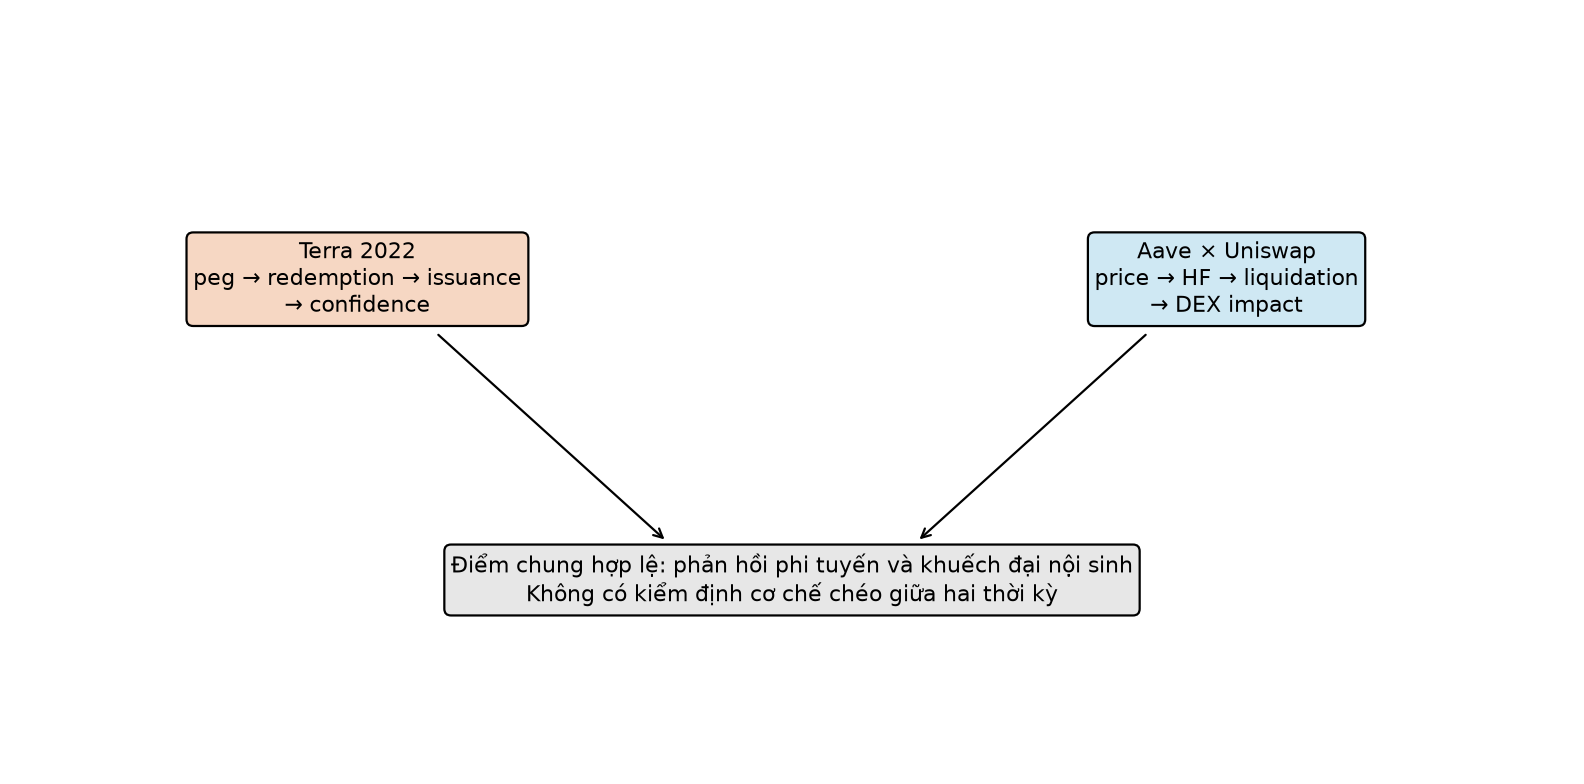 Terra 2022
peg → redemption → issuance
→ confidence
Aave × Uniswap
price → HF → liquidation
→ DEX impact
Điểm chung hợp lệ: phản hồi phi tuyến và khuếch đại nội sinh
Không có kiểm định cơ chế chéo giữa hai thời kỳ